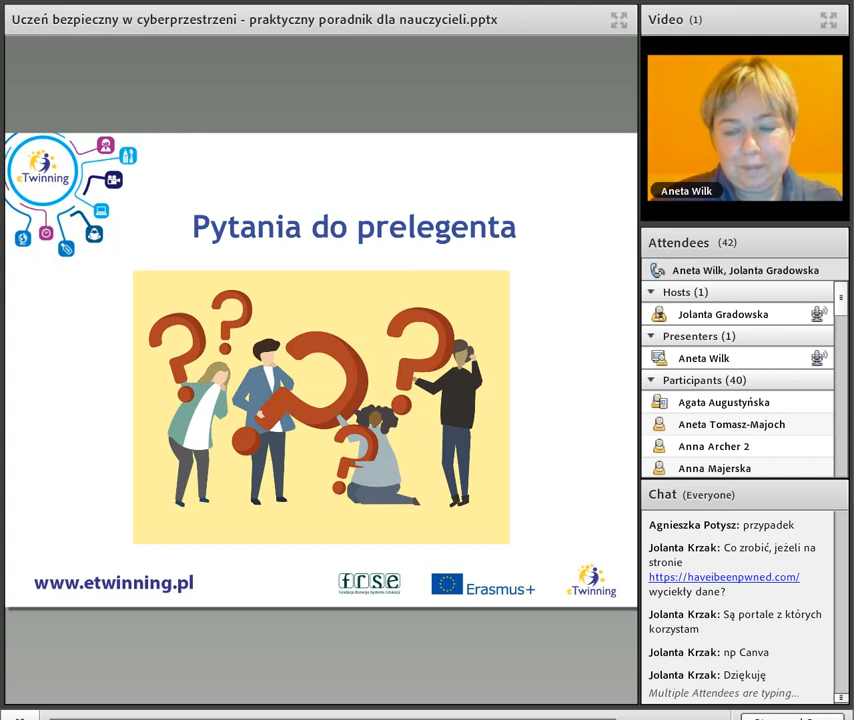 Uczeń bezpieczny w cyberprzestrzeni - praktyczny poradnik dla nauczycieli.pptx
eTwinning
Pytania do prelegenta
www.etwinning.pl
frse
Fundacja Rozwoju Systemu Edukacji
Erasmus+
eTwinning
Video (1)
Aneta Wilk
Attendees (42)
Aneta Wilk, Jolanta Gradowska
Hosts (1)
Jolanta Gradowska
Presenters (1)
Aneta Wilk
Participants (40)
Agata Augustyńska
Aneta Tomasz-Majoch
Anna Archer 2
Anna Majerska
Chat (Everyone)
Agnieszka Potysz: przypadek
Jolanta Krzak: Co zrobić, jeżeli na
stronie
https://haveibeenpwned.com/
wyciekły dane?
Jolanta Krzak: Są portale z których
korzystam
Jolanta Krzak: np Canva
Jolanta Krzak: Dziękuję
Multiple Attendees are typing...